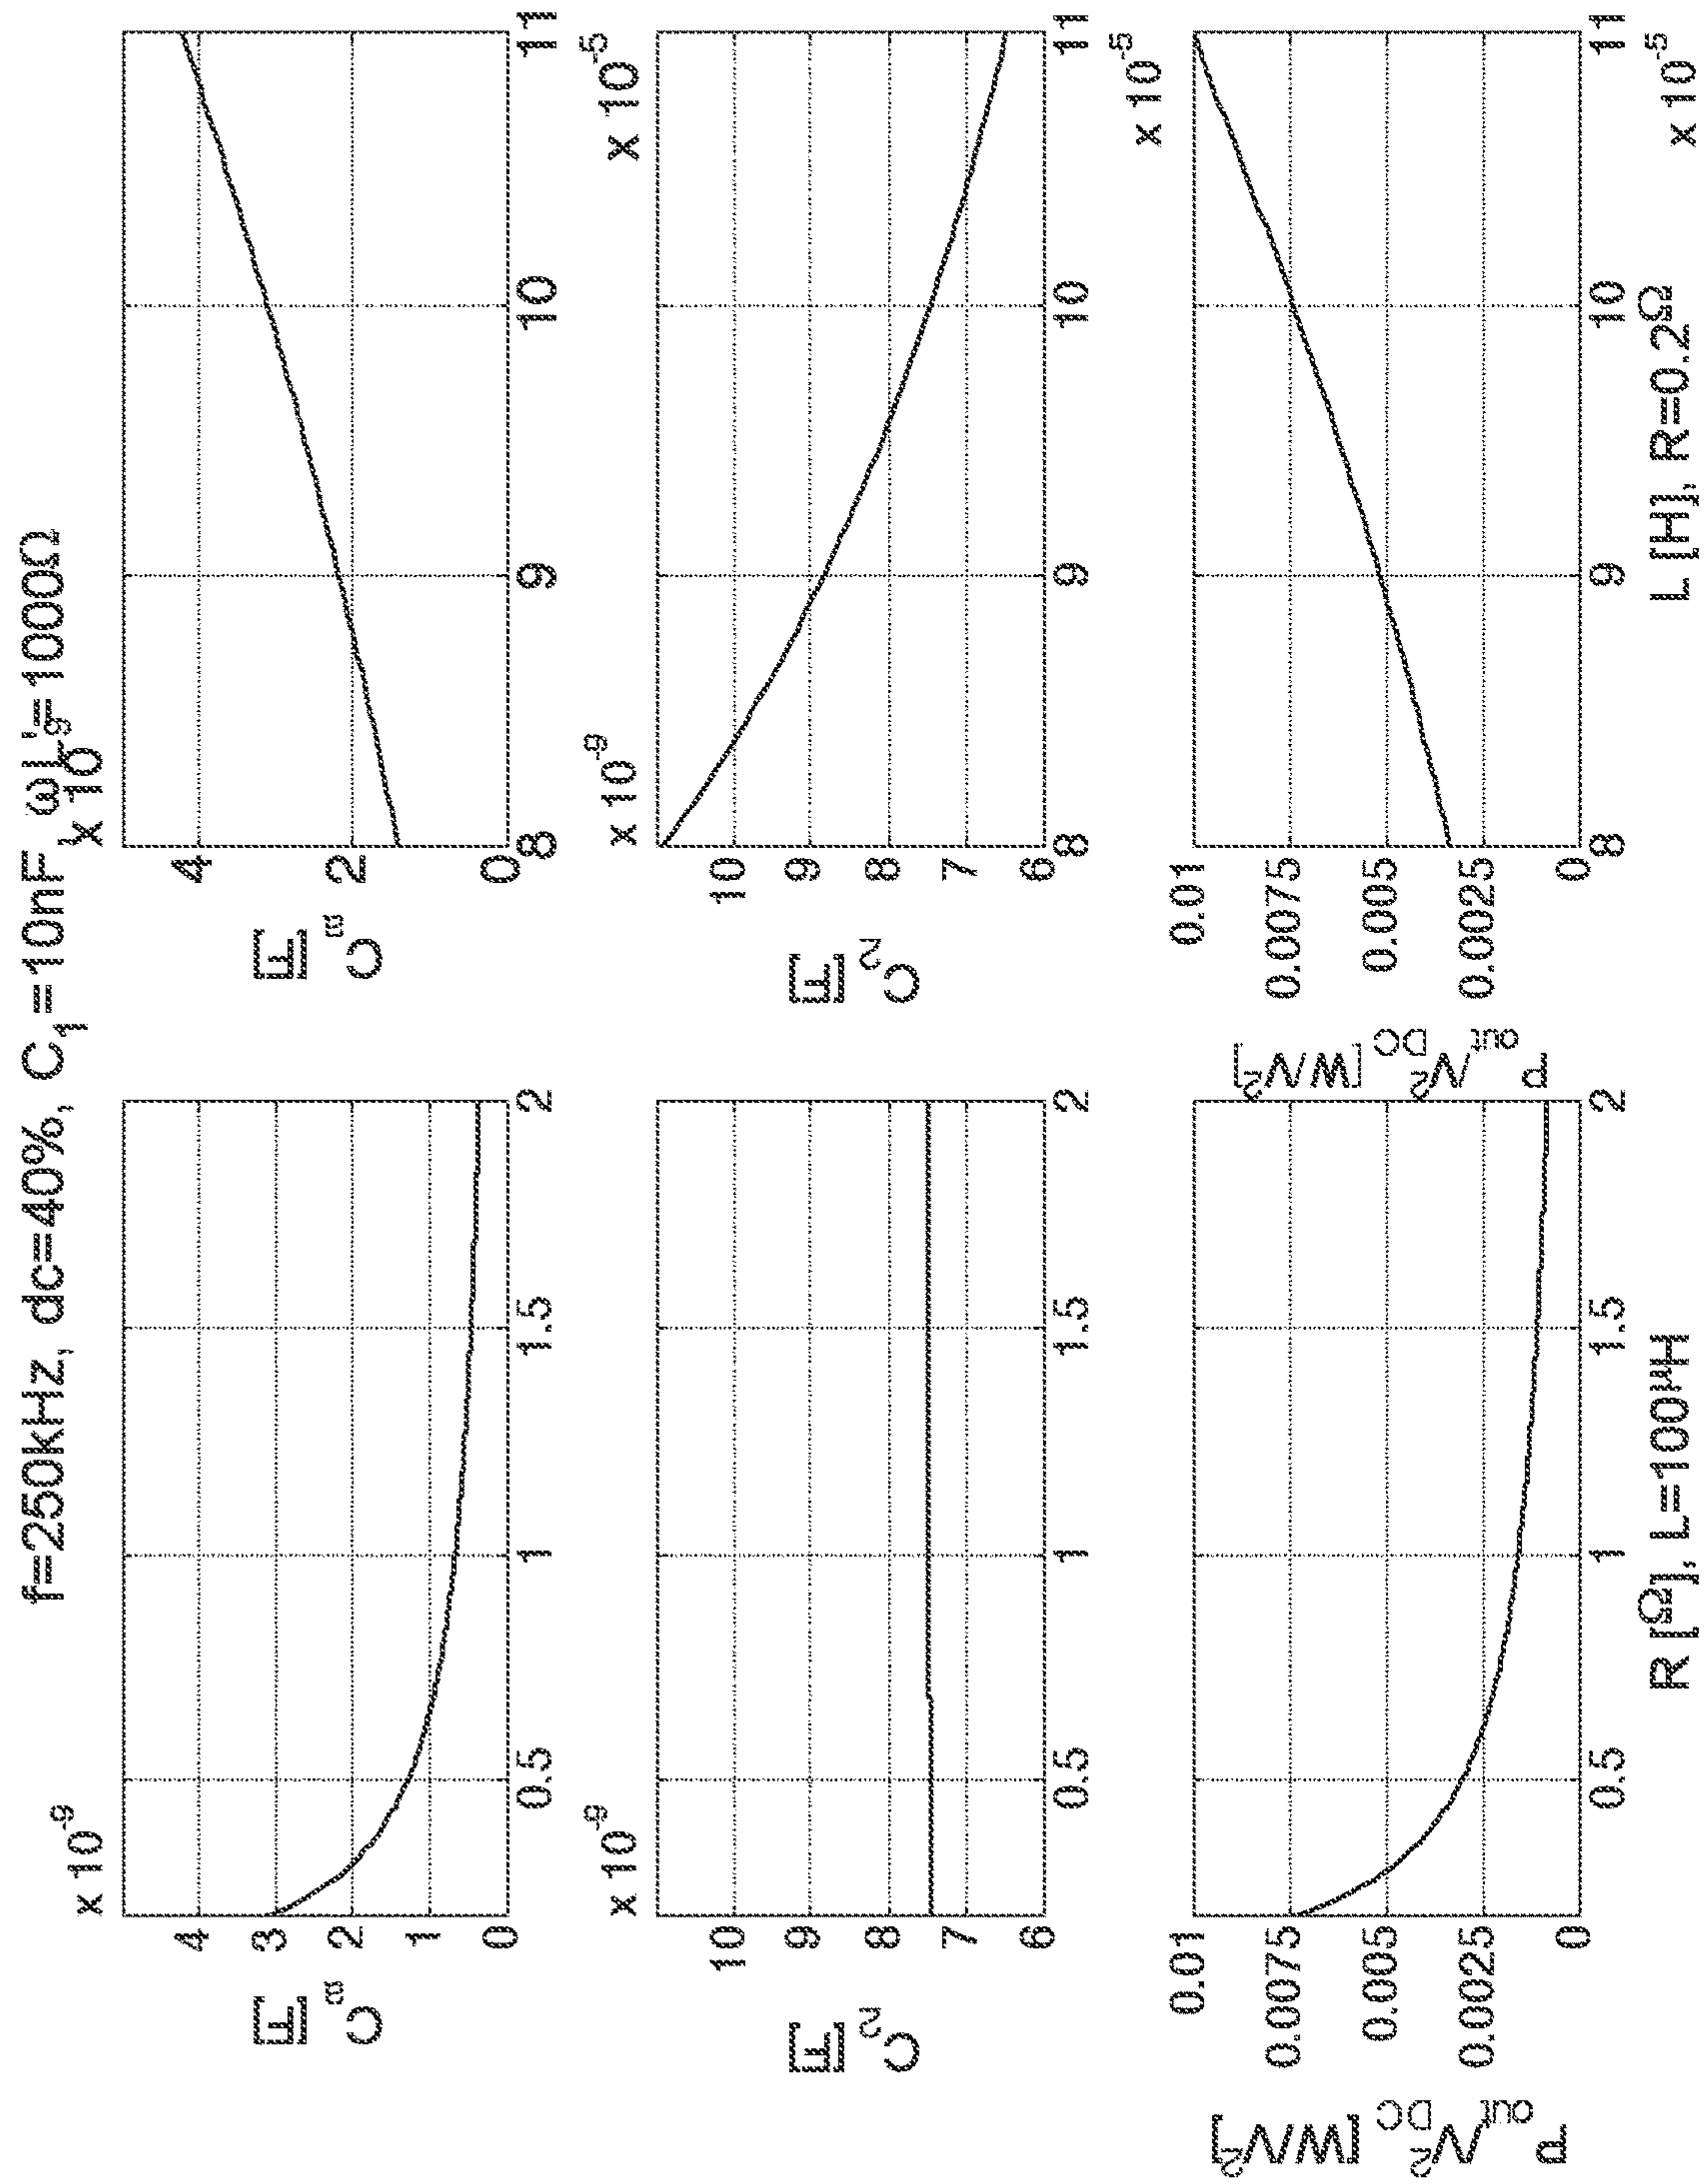 f=250kHz, dc=40%, C1=10nF, ωL'=1000Ω
x 10-9
4
3
2
1
0
Ca
[F]
0.5
1
1.5
2
x 10-9
4
2
0
Ca
[F]
8
9
10
11
x 10-5
x 10-9
10
9
8
7
6
C2 [F]
0.5
1
1.5
2
x 10-9
10
9
8
7
6
C2 [F]
8
9
10
11
x 10-5
0.01
0.0075
0.005
0.0025
0
Pout/V2DC [W/V2]
0.5
1
1.5
2
R [Ω], L=100μH
0.01
0.0075
0.005
0.0025
0
Pout/V2DC [W/V2]
8
9
10
11
x 10-5
L [H], R=0.2Ω